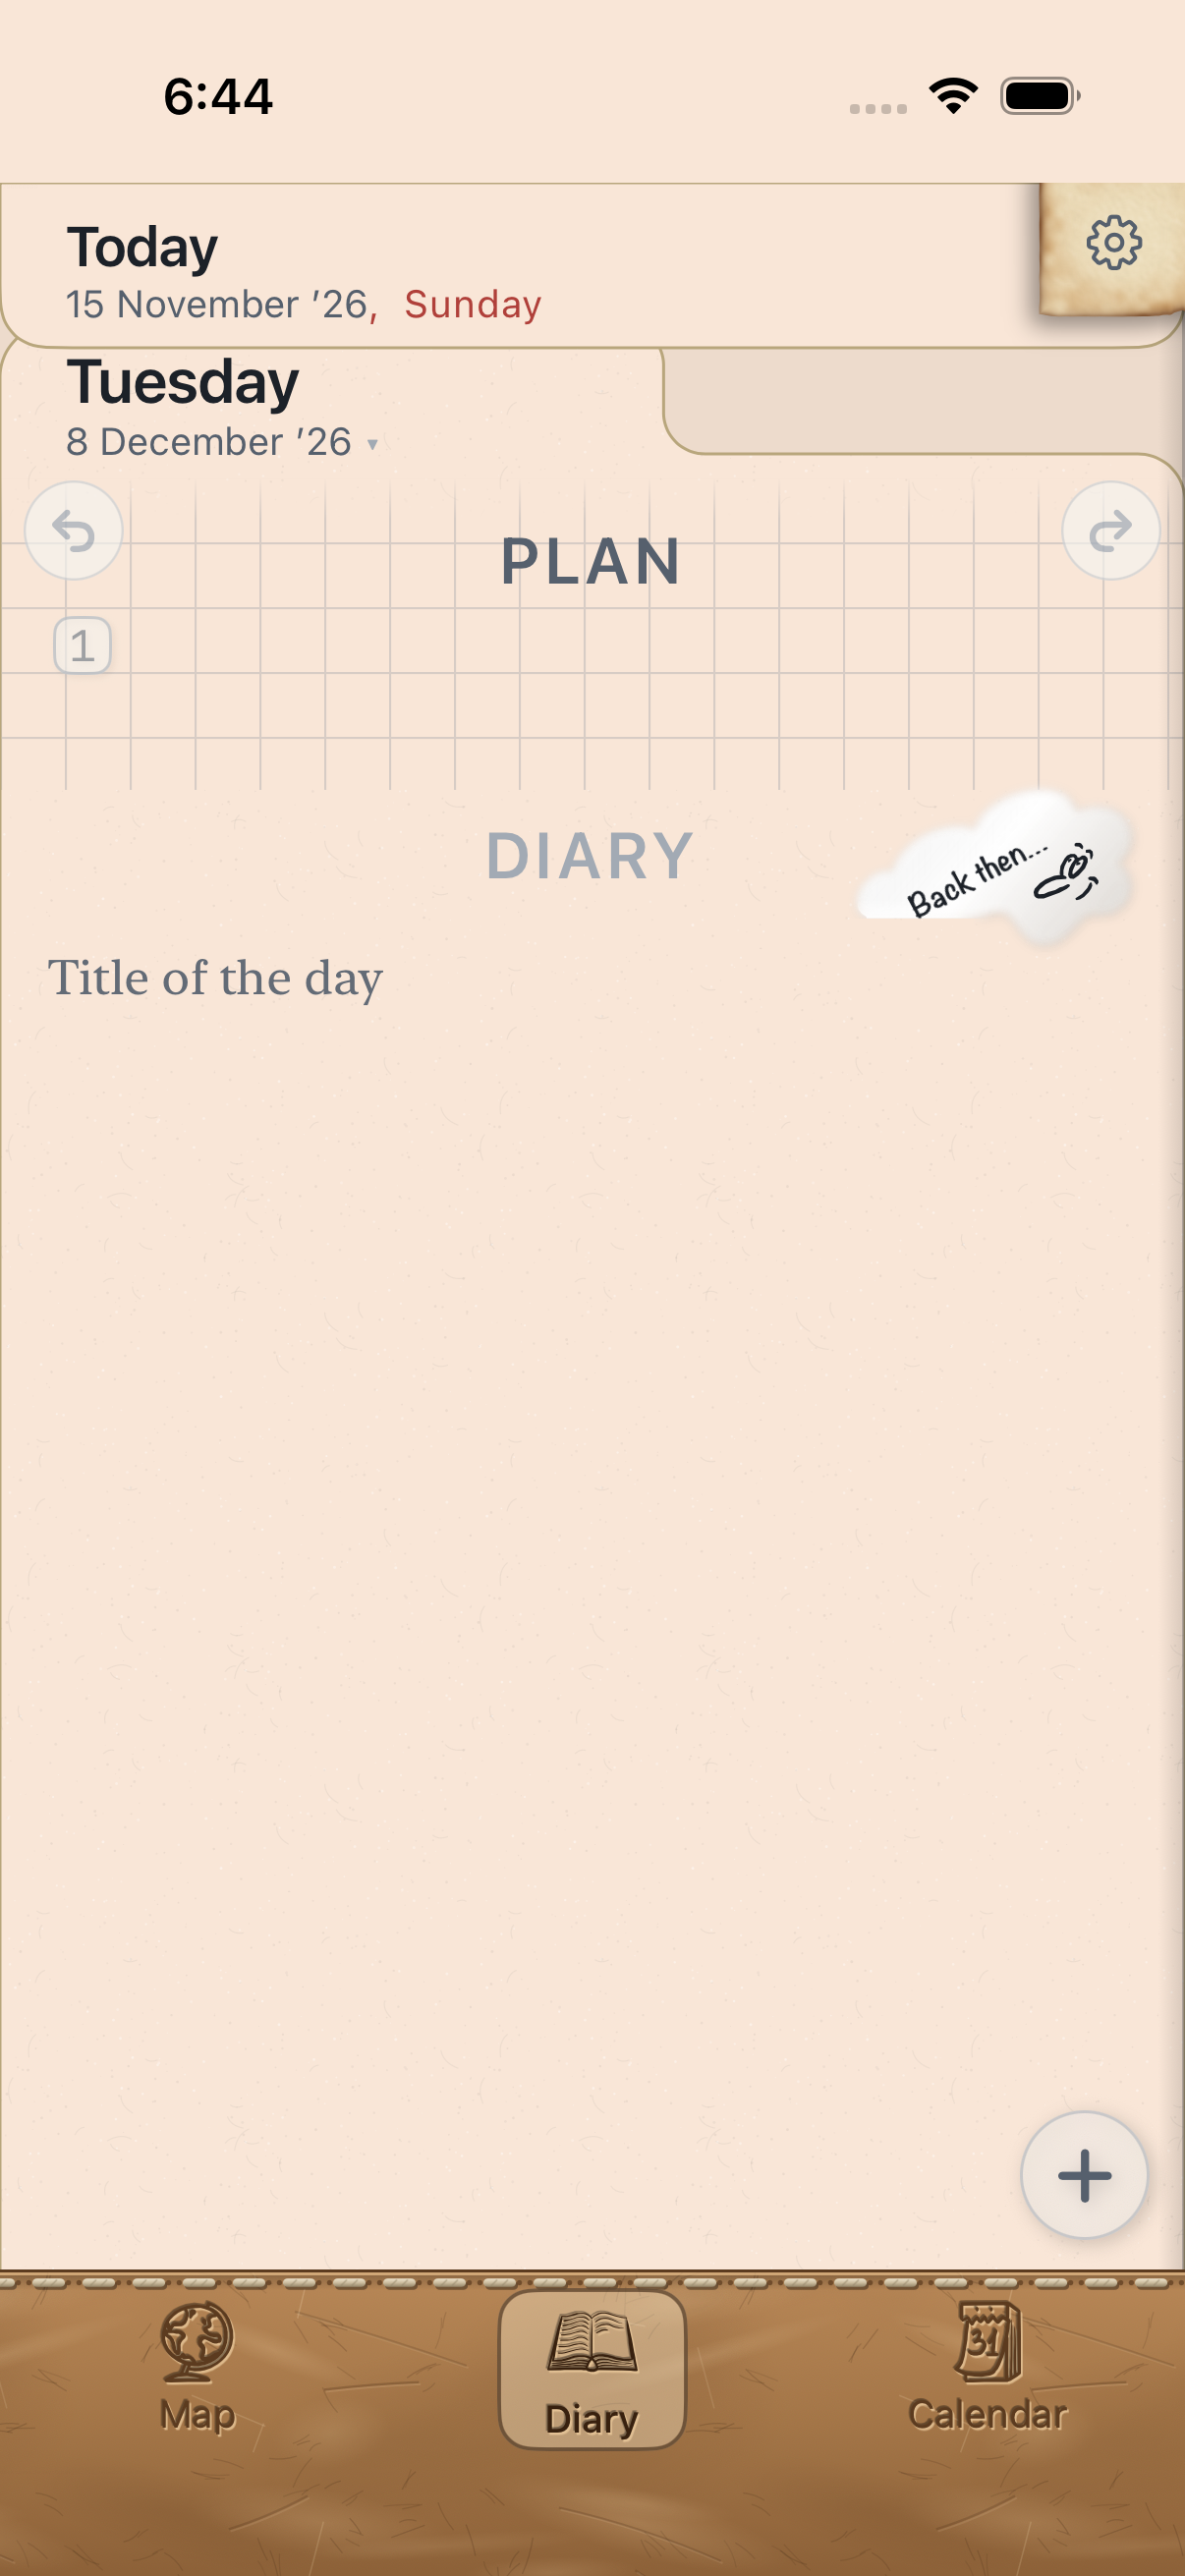 6:44
Today
15 November ’26, Sunday
Tuesday
8 December ’26 ▾
PLAN
1
DIARY
Back then...
Title of the day
31
Map
Diary
Calendar